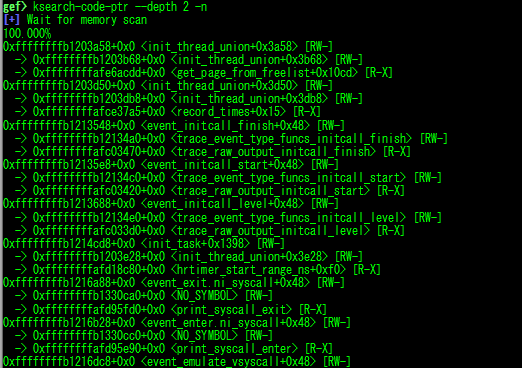 gef> ksearch-code-ptr --depth 2 -n
[+] Wait for memory scan
100.000%
0xffffffffb1203a58+0x0 <init_thread_union+0x3a58> [RW-]
-> 0xffffffffb1203b68+0x0 <init_thread_union+0x3b68> [RW-]
-> 0xffffffffafe6acdd+0x0 <get_page_from_freelist+0x10cd> [R-X]
0xffffffffb1203d50+0x0 <init_thread_union+0x3d50> [RW-]
-> 0xffffffffb1203db8+0x0 <init_thread_union+0x3db8> [RW-]
-> 0xffffffffafce37a5+0x0 <record_times+0x15> [R-X]
0xffffffffb1213548+0x0 <event_initcall_finish+0x48> [RW-]
-> 0xffffffffb12134a0+0x0 <trace_event_type_funcs_initcall_finish> [RW-]
-> 0xffffffffafc03470+0x0 <trace_raw_output_initcall_finish> [R-X]
0xffffffffb12135e8+0x0 <event_initcall_start+0x48> [RW-]
-> 0xffffffffb12134c0+0x0 <trace_event_type_funcs_initcall_start> [RW-]
-> 0xffffffffafc03420+0x0 <trace_raw_output_initcall_start> [R-X]
0xffffffffb1213688+0x0 <event_initcall_level+0x48> [RW-]
-> 0xffffffffb12134e0+0x0 <trace_event_type_funcs_initcall_level> [RW-]
-> 0xffffffffafc033d0+0x0 <trace_raw_output_initcall_level> [R-X]
0xffffffffb1214cd8+0x0 <init_task+0x1398> [RW-]
-> 0xffffffffb1203e28+0x0 <init_thread_union+0x3e28> [RW-]
-> 0xffffffffafd18c80+0x0 <hrtimer_start_range_ns+0xf0> [R-X]
0xffffffffb1216a88+0x0 <event_exit.ni_syscall+0x48> [RW-]
-> 0xffffffffb1330ca0+0x0 <NO_SYMBOL> [RW-]
-> 0xffffffffafd95fd0+0x0 <print_syscall_exit> [R-X]
0xffffffffb1216b28+0x0 <event_enter.ni_syscall+0x48> [RW-]
-> 0xffffffffb1330cc0+0x0 <NO_SYMBOL> [RW-]
-> 0xffffffffafd95e90+0x0 <print_syscall_enter> [R-X]
0xffffffffb1216dc8+0x0 <event_emulate_vsyscall+0x48> [RW-]